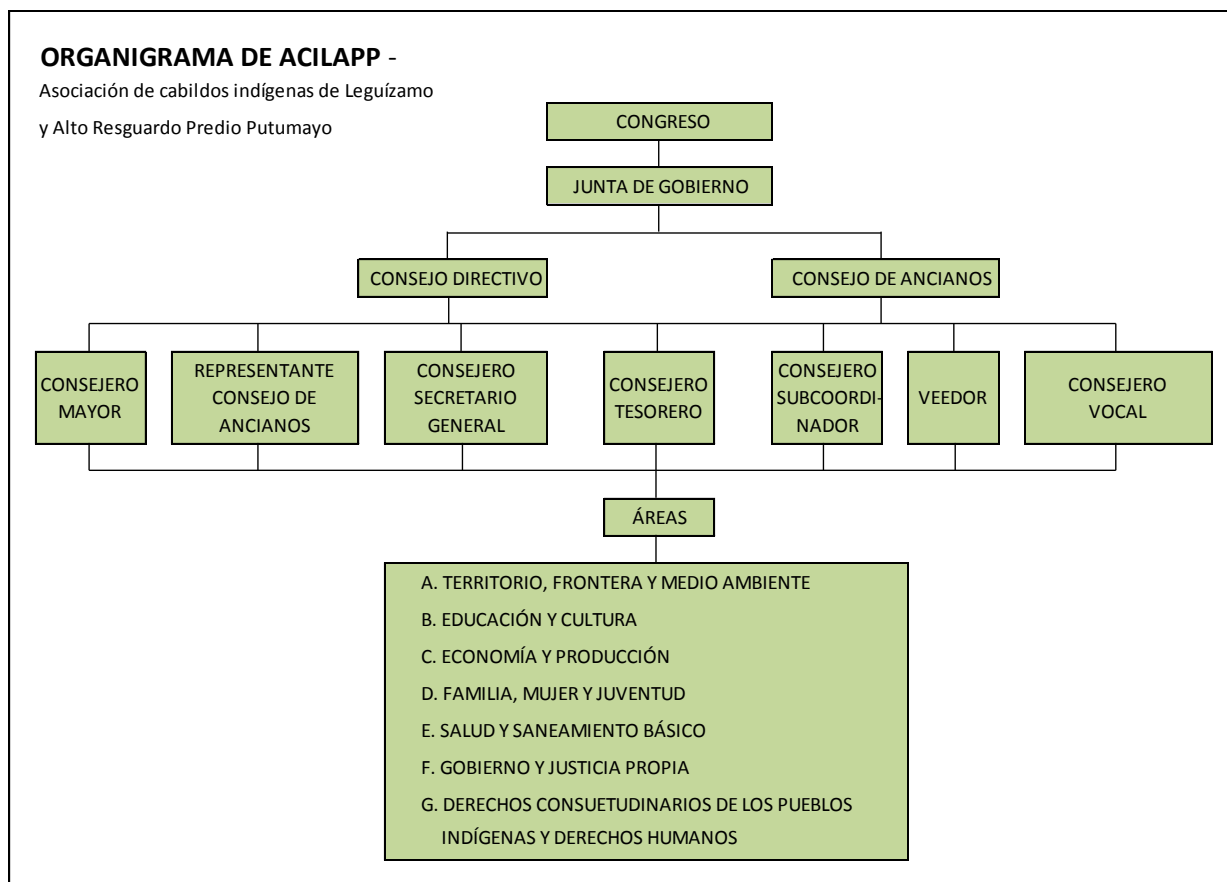 ORGANIGRAMA DE ACILAPP -
Asociación de cabildos indígenas de Leguízamo
y Alto Resguardo Predio Putumayo
CONGRESO
JUNTA DE GOBIERNO
CONSEJO DIRECTIVO
CONSEJO DE ANCIANOS
CONSEJERO
MAYOR
REPRESENTANTE
CONSEJO DE
ANCIANOS
CONSEJERO
SECRETARIO
GENERAL
CONSEJERO
TESORERO
CONSEJERO
SUBCOORDI-
NADOR
VEEDOR
CONSEJERO
VOCAL
ÁREAS
A. TERRITORIO, FRONTERA Y MEDIO AMBIENTE
B. EDUCACIÓN Y CULTURA
C. ECONOMÍA Y PRODUCCIÓN
D. FAMILIA, MUJER Y JUVENTUD
E. SALUD Y SANEAMIENTO BÁSICO
F. GOBIERNO Y JUSTICIA PROPIA
G. DERECHOS CONSUETUDINARIOS DE LOS PUEBLOS
INDÍGENAS Y DERECHOS HUMANOS